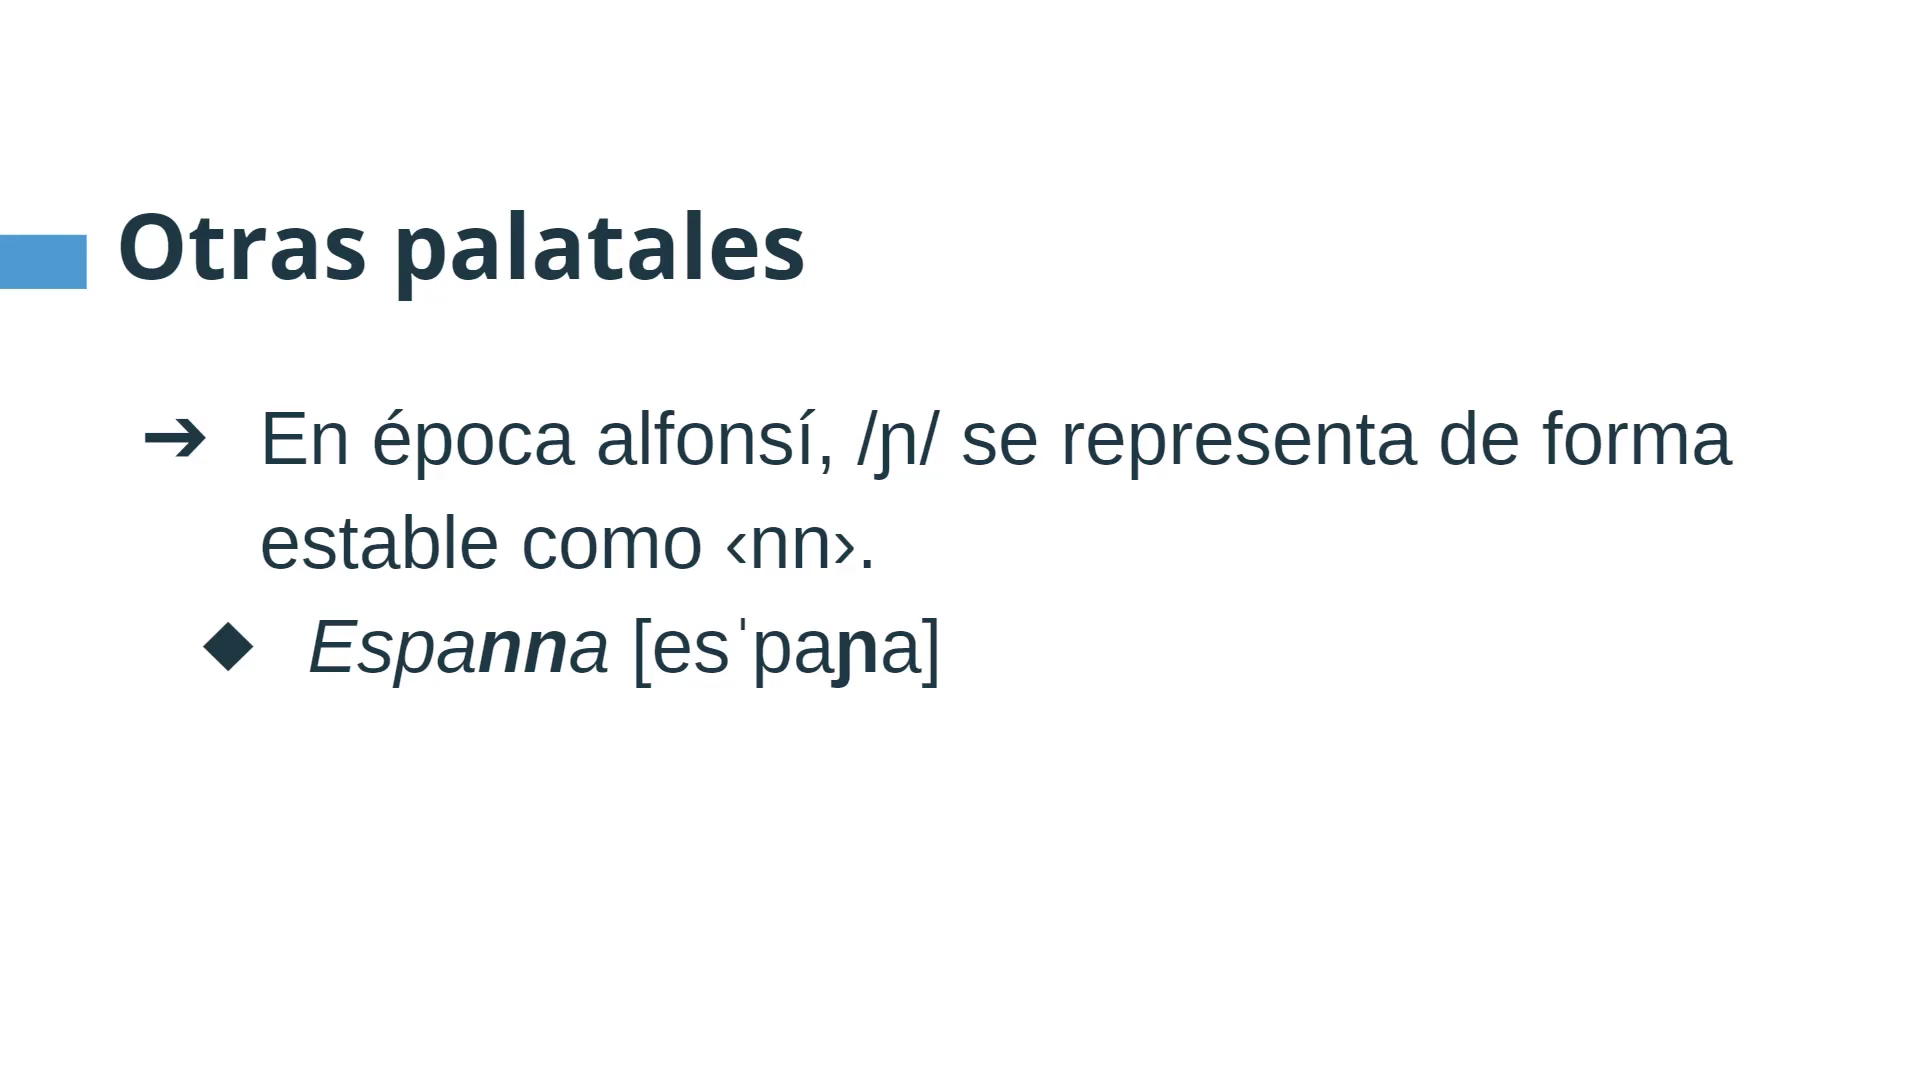 Otras palatales
➔ En época alfonsí, /ɲ/ se representa de forma
estable como ‹nn›.
◆ Espanna [esˈpaɲa]